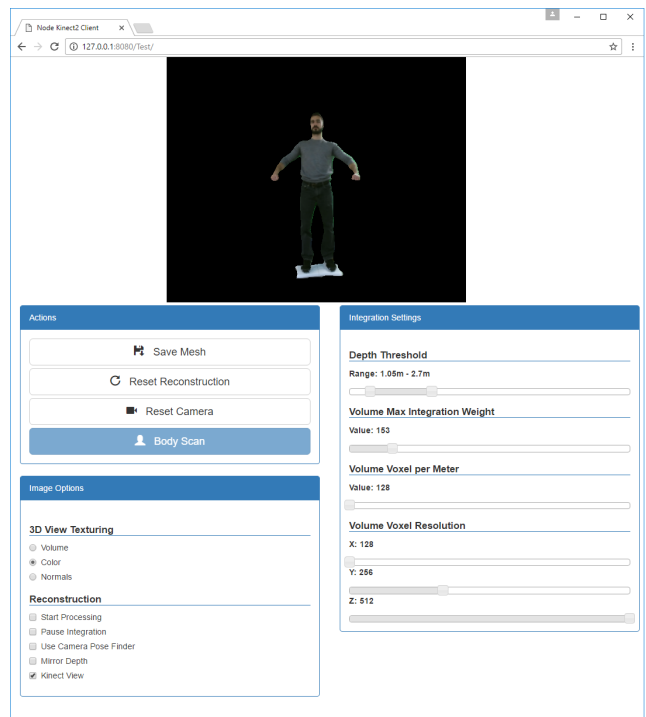 Node Kinect2 Client
127.0.0.1:8080/Test/
Actions
Save Mesh
Reset Reconstruction
Reset Camera
Body Scan
Image Options
3D View Texturing
Volume
Color
Normals
Reconstruction
Start Processing
Pause Integration
Use Camera Pose Finder
Mirror Depth
Kinect View
Integration Settings
Depth Threshold
Range: 1.05m - 2.7m
Volume Max Integration Weight
Value: 153
Volume Voxel per Meter
Value: 128
Volume Voxel Resolution
X: 128
Y: 256
Z: 512